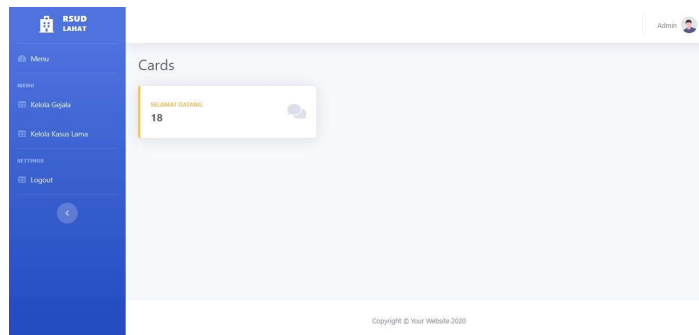 RSUD
LAHAT
Admin
Menu
Cards
MENU
Kelola Gejala
SELAMAT DATANG
18
Kelola Kasus Lama
SETTINGS
Logout
Copyright © Your Website 2020